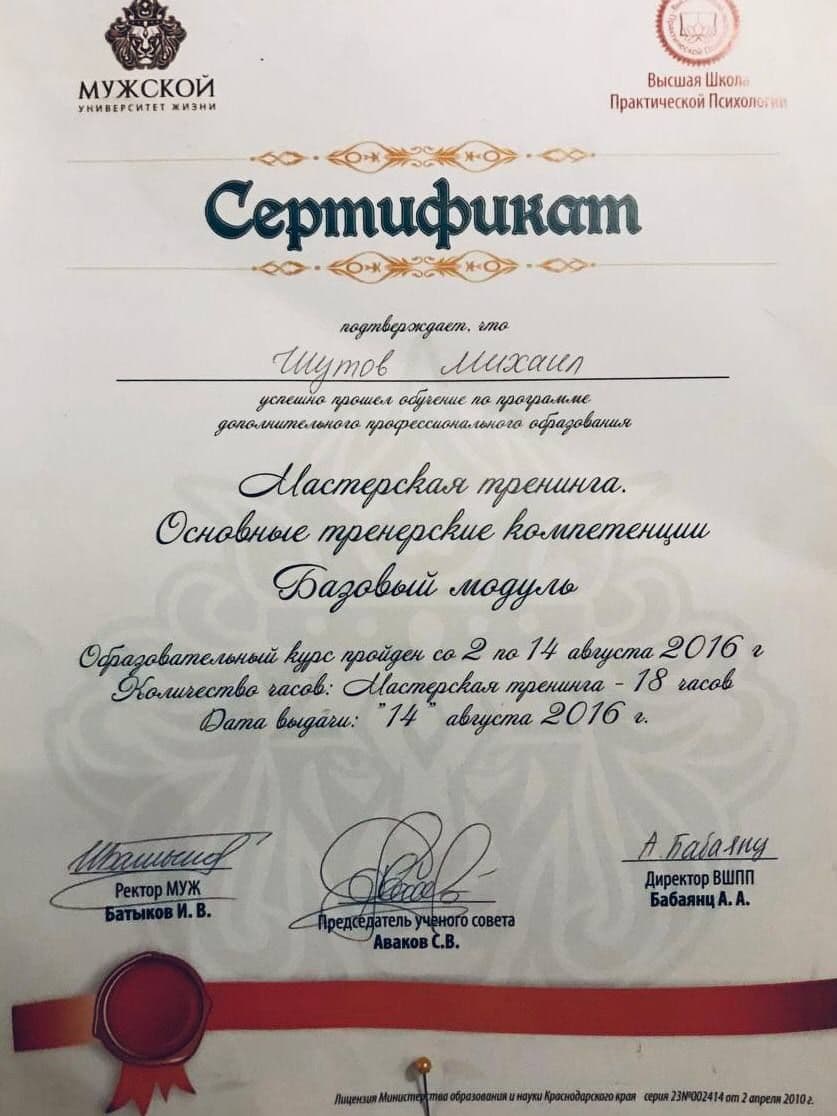 МУЖСКОЙ
УНИВЕРСИТЕТ ЖИЗНИ
Высшая Школа
Практической Психологии
Сертификат
подтверждает, что
Шутов Михаил
успешно прошел обучение по программе
дополнительного профессионального образования
Мастерская тренинга.
Основные тренерские компетенции
Базовый модуль
Образовательный курс пройден со 2 по 14 августа 2016 г
Количество часов: Мастерская тренинга - 18 часов
Дата выдачи: "14" августа 2016 г.
А. Бабаянц
Ректор МУЖ
Батыков И. В.
Председатель ученого совета
Аваков С.В.
Директор ВШПП
Бабаянц А. А.
Лицензия Министерства образования и науки Краснодарского края серия 23№002414 от 2 апреля 2010 г.